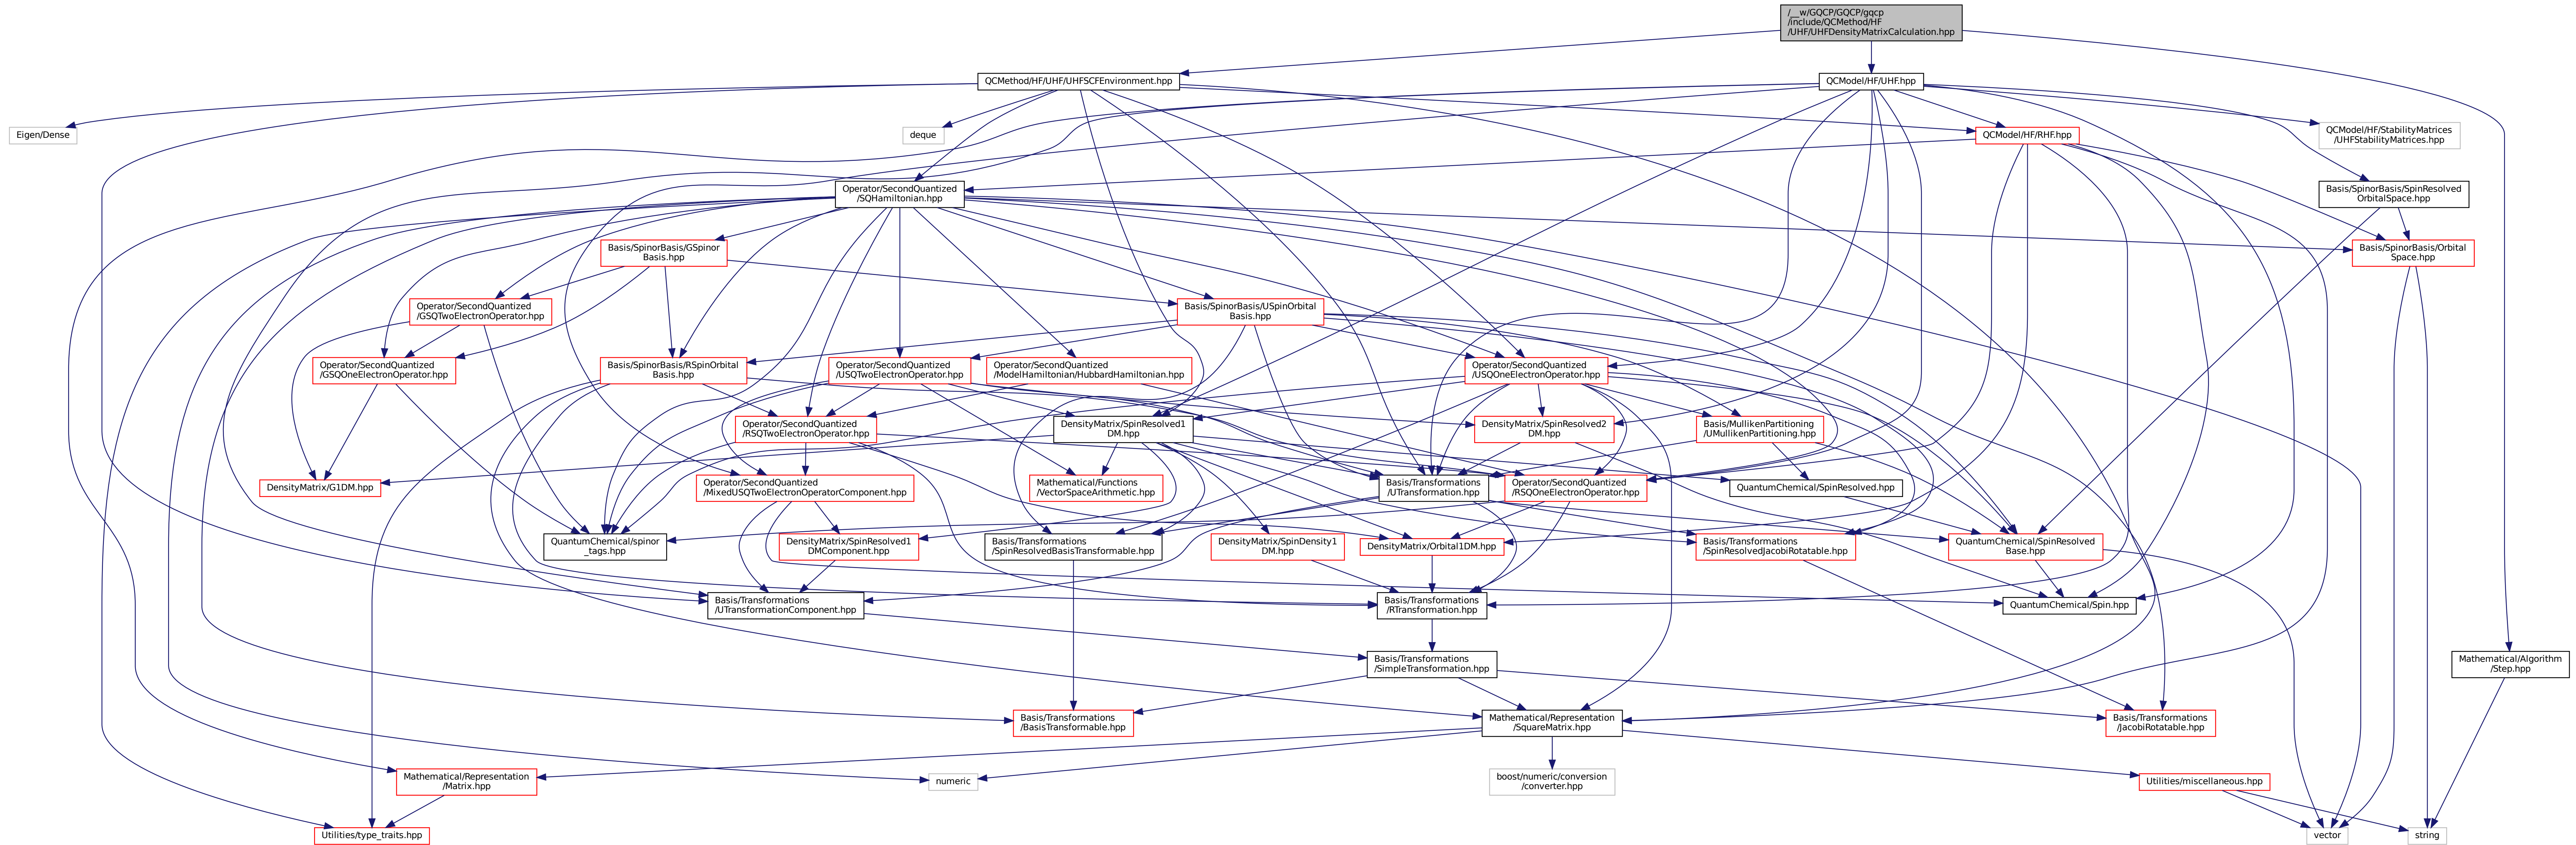 /__w/GQCP/GQCP/gqcp
/include/QCMethod/HF
/UHF/UHFDensityMatrixCalculation.hpp
QCMethod/HF/UHF/UHFSCFEnvironment.hpp
QCModel/HF/UHF.hpp
Eigen/Dense
deque
QCModel/HF/RHF.hpp
QCModel/HF/StabilityMatrices
/UHFStabilityMatrices.hpp
Operator/SecondQuantized
/SQHamiltonian.hpp
Basis/SpinorBasis/SpinResolved
OrbitalSpace.hpp
Basis/SpinorBasis/GSpinor
Basis.hpp
Basis/SpinorBasis/Orbital
Space.hpp
Operator/SecondQuantized
/GSQTwoElectronOperator.hpp
Basis/SpinorBasis/USpinOrbital
Basis.hpp
Operator/SecondQuantized
/GSQOneElectronOperator.hpp
Basis/SpinorBasis/RSpinOrbital
Basis.hpp
Operator/SecondQuantized
/USQTwoElectronOperator.hpp
Operator/SecondQuantized
/ModelHamiltonian/HubbardHamiltonian.hpp
Operator/SecondQuantized
/USQOneElectronOperator.hpp
Operator/SecondQuantized
/RSQTwoElectronOperator.hpp
DensityMatrix/SpinResolved1
DM.hpp
DensityMatrix/SpinResolved2
DM.hpp
Basis/MullikenPartitioning
/UMullikenPartitioning.hpp
DensityMatrix/G1DM.hpp
Operator/SecondQuantized
/MixedUSQTwoElectronOperatorComponent.hpp
Mathematical/Functions
/VectorSpaceArithmetic.hpp
Basis/Transformations
/UTransformation.hpp
Operator/SecondQuantized
/RSQOneElectronOperator.hpp
QuantumChemical/SpinResolved.hpp
QuantumChemical/spinor
_tags.hpp
DensityMatrix/SpinResolved1
DMComponent.hpp
Basis/Transformations
/SpinResolvedBasisTransformable.hpp
DensityMatrix/SpinDensity1
DM.hpp
DensityMatrix/Orbital1DM.hpp
Basis/Transformations
/SpinResolvedJacobiRotatable.hpp
QuantumChemical/SpinResolved
Base.hpp
Basis/Transformations
/UTransformationComponent.hpp
Basis/Transformations
/RTransformation.hpp
QuantumChemical/Spin.hpp
Basis/Transformations
/SimpleTransformation.hpp
Mathematical/Algorithm
/Step.hpp
Basis/Transformations
/BasisTransformable.hpp
Mathematical/Representation
/SquareMatrix.hpp
Basis/Transformations
/JacobiRotatable.hpp
Mathematical/Representation
/Matrix.hpp
numeric
boost/numeric/conversion
/converter.hpp
Utilities/miscellaneous.hpp
Utilities/type_traits.hpp
vector
string